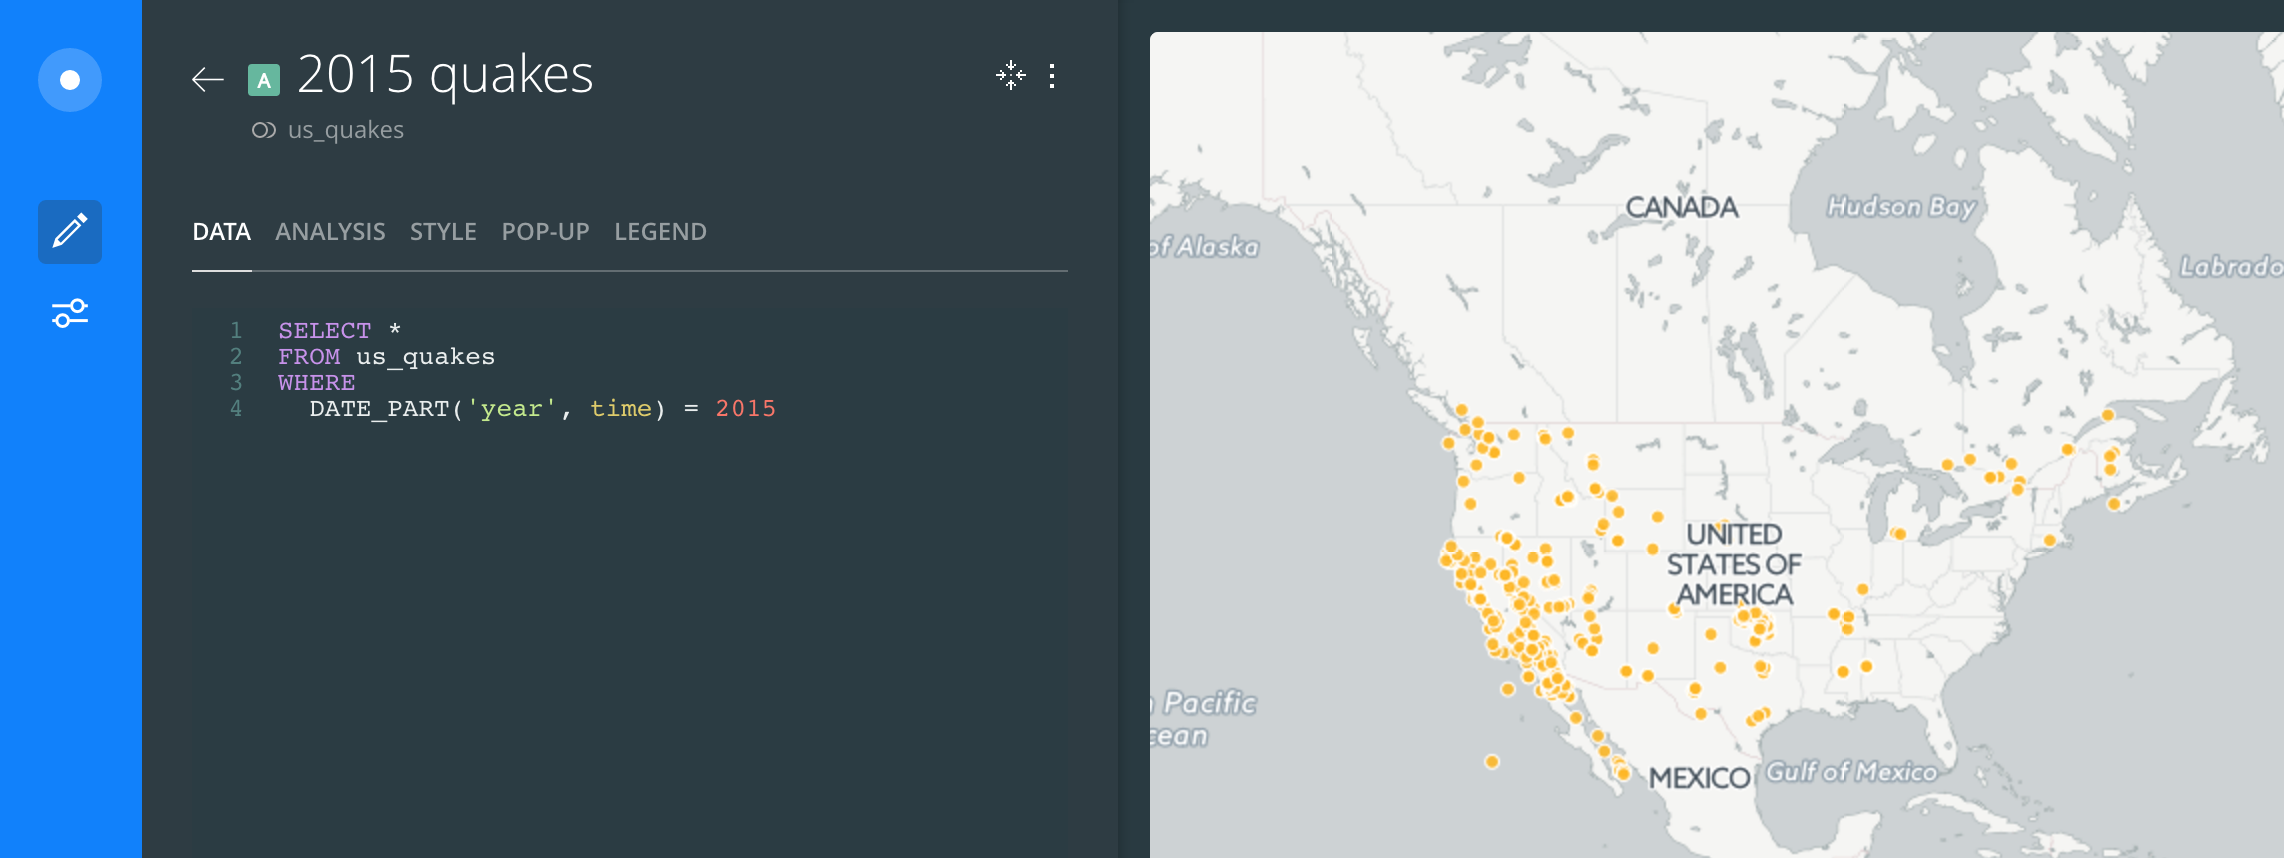 A 2015 quakes
us_quakes
DATA ANALYSIS STYLE POP-UP LEGEND
1 SELECT *
2 FROM us_quakes
3 WHERE
4 DATE_PART('year', time) = 2015
CANADA
Hudson Bay
of Alaska
Labrado
UNITED
STATES OF
AMERICA
Pacific
cean
MEXICO
Gulf of Mexico